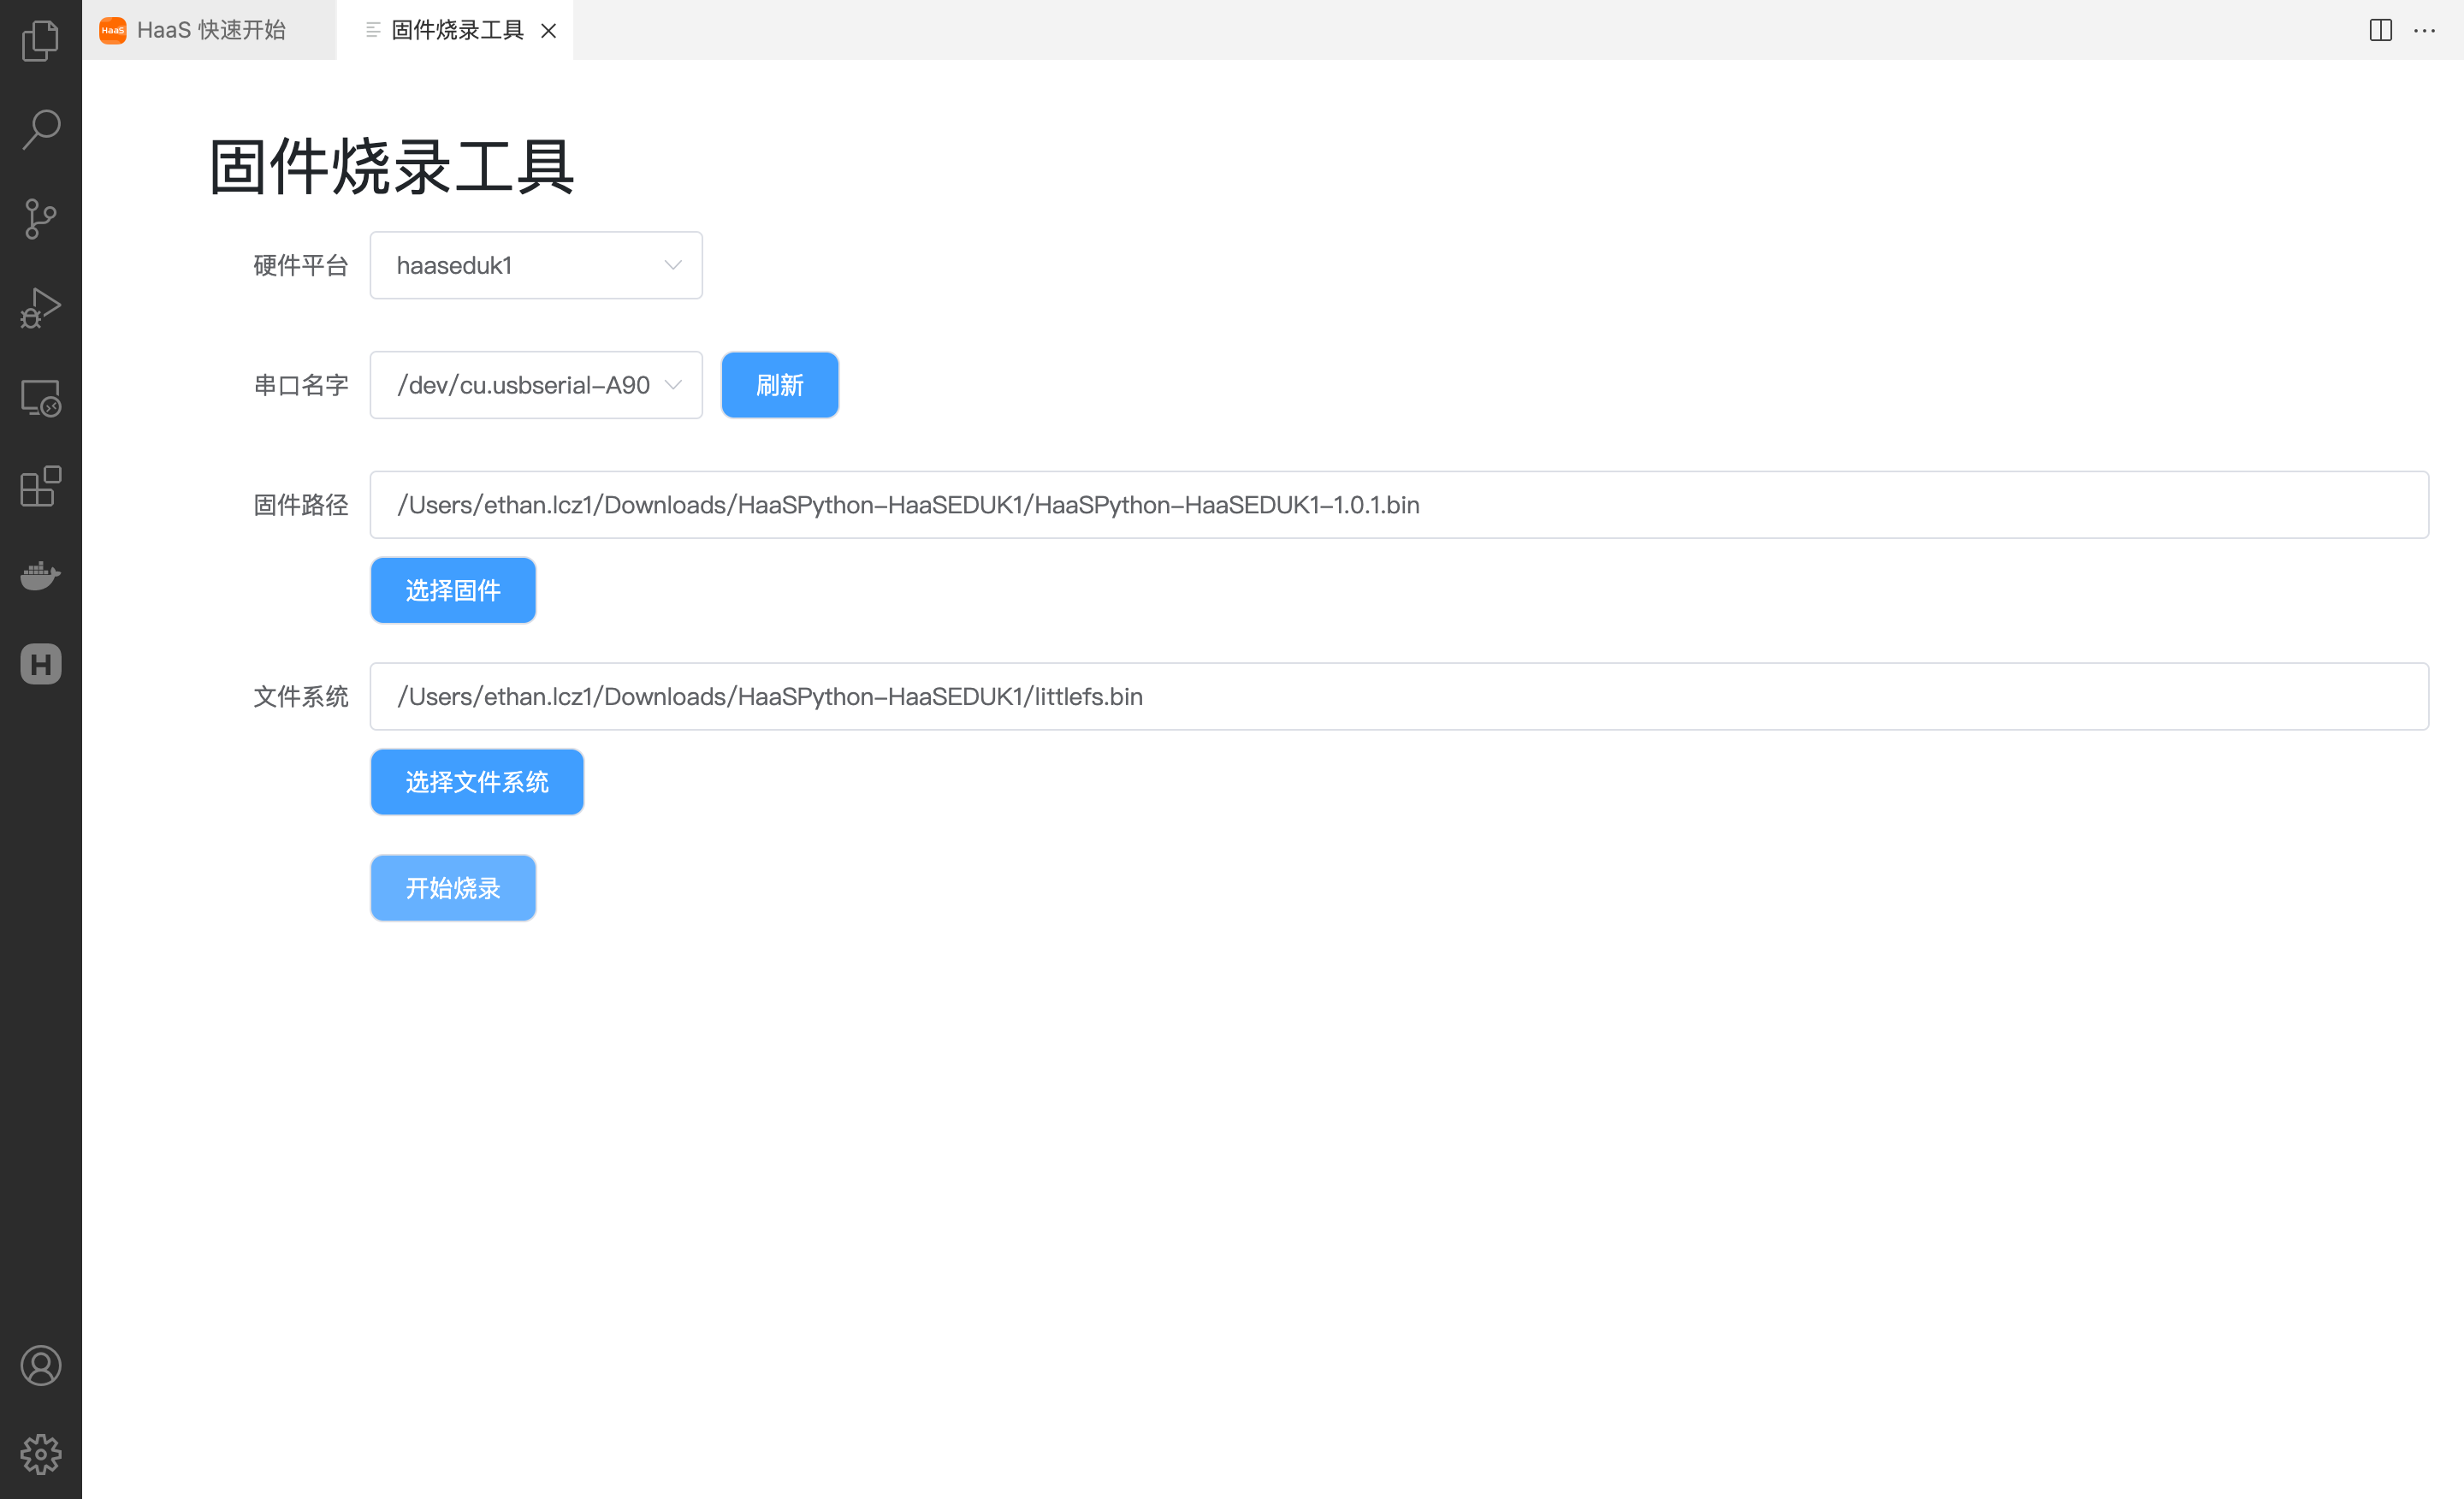 HaaS HaaS 快速开始 固件烧录工具
固件烧录工具
硬件平台 haaseduk1
串口名字 /dev/cu.usbserial-A90 刷新
固件路径 /Users/ethan.lcz1/Downloads/HaaSPython-HaaSEDUK1/HaaSPython-HaaSEDUK1-1.0.1.bin
选择固件
文件系统 /Users/ethan.lcz1/Downloads/HaaSPython-HaaSEDUK1/littlefs.bin
选择文件系统
开始烧录
H